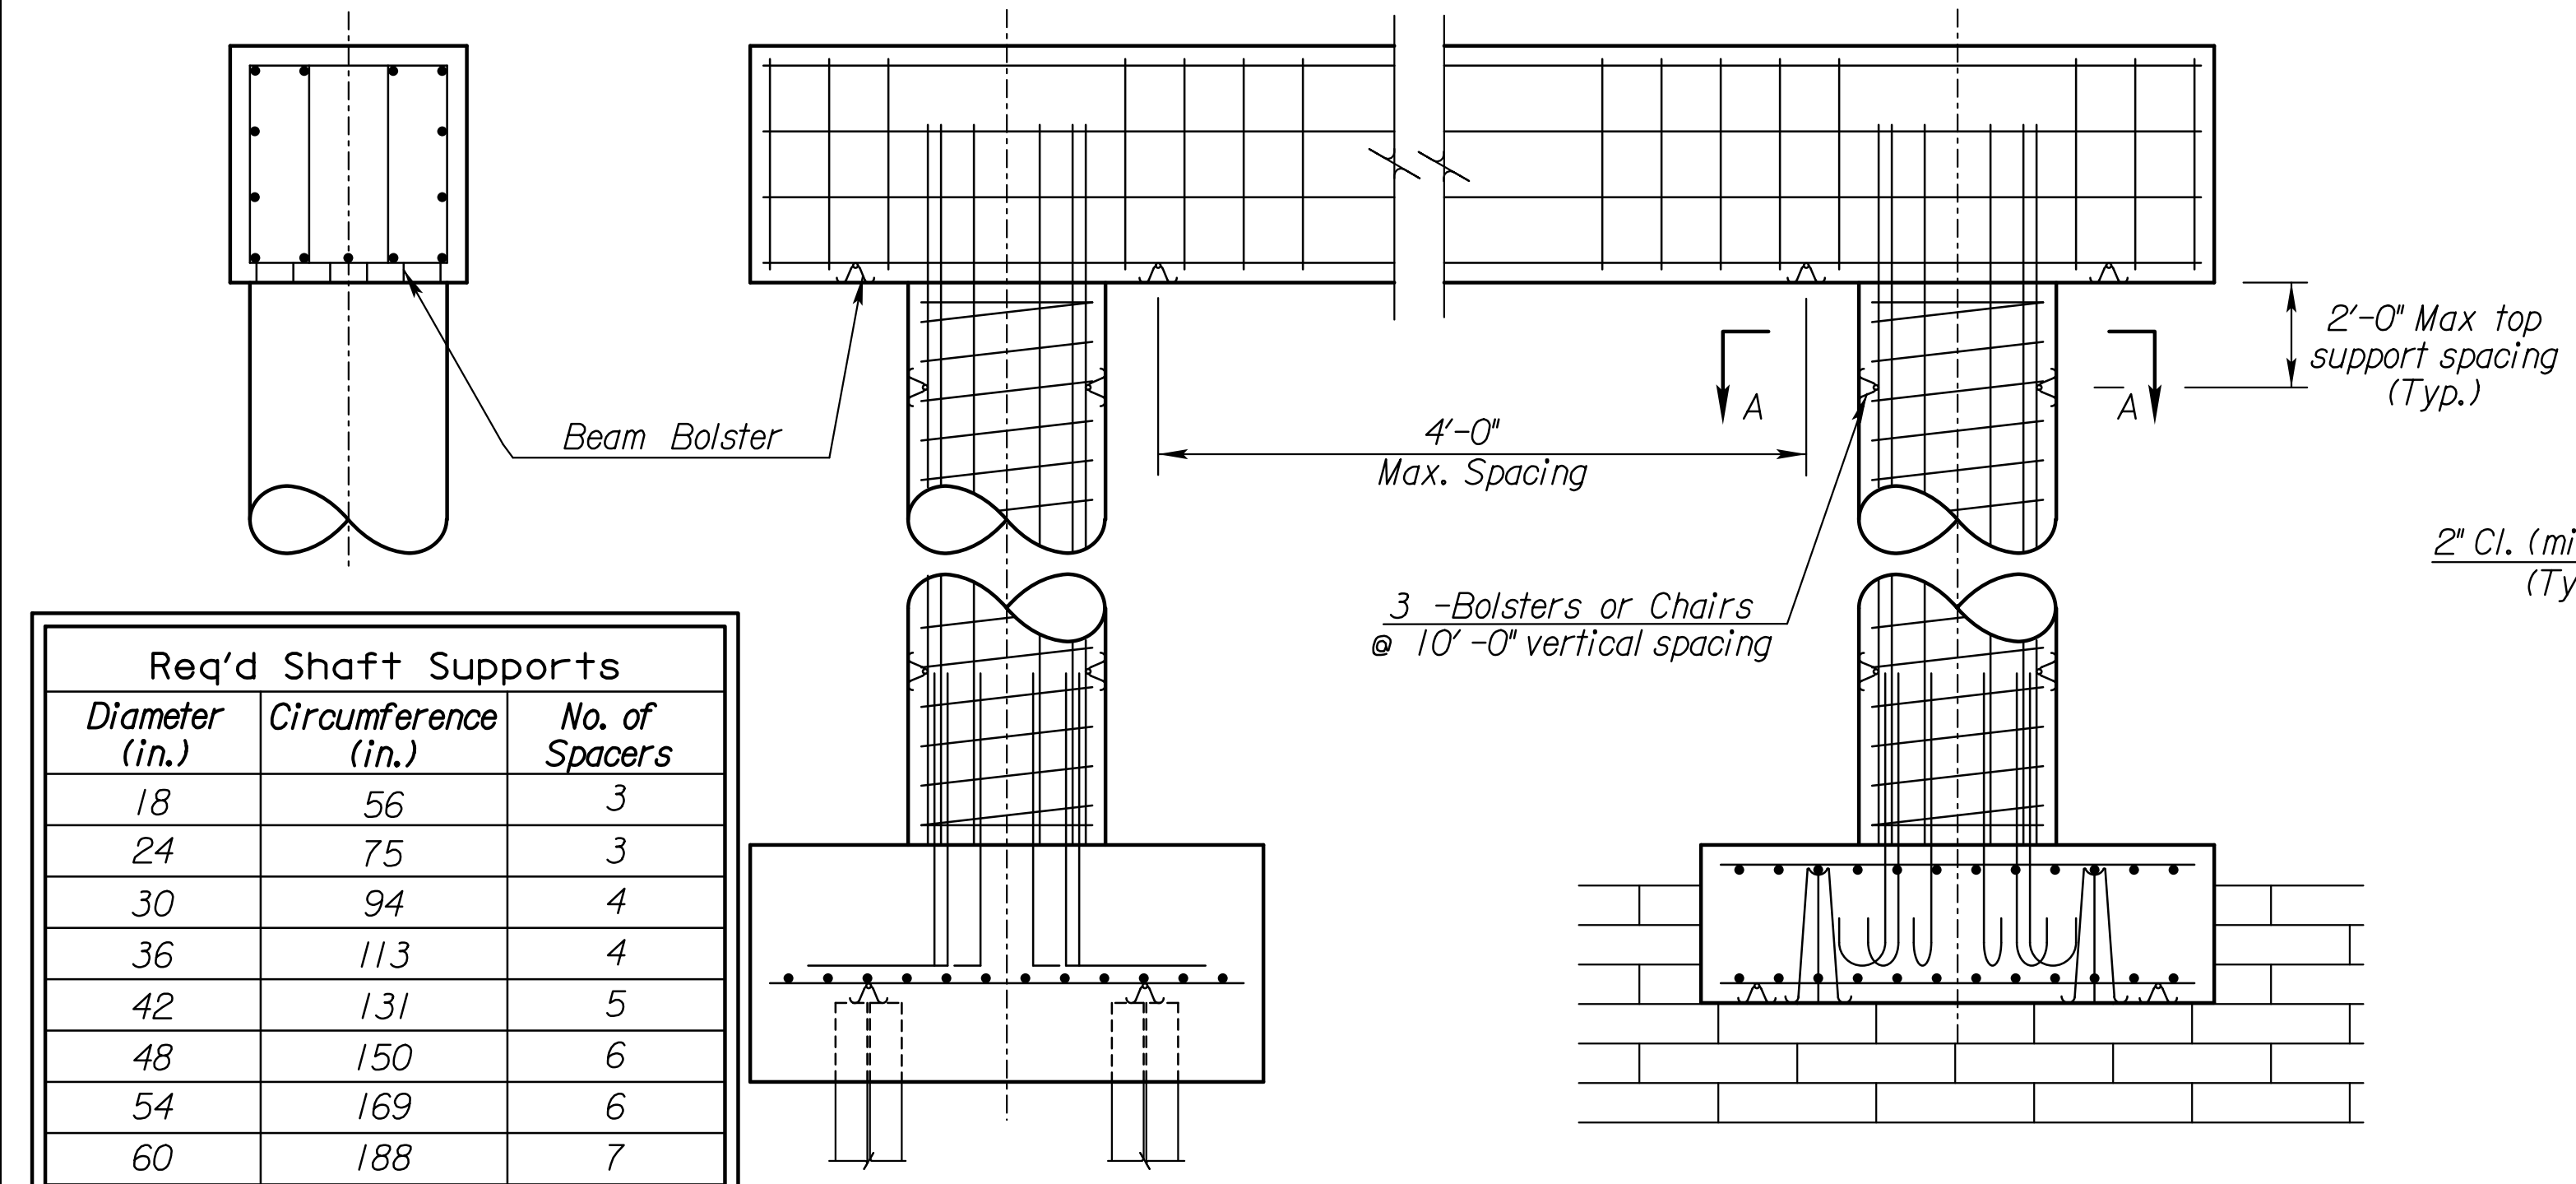 2'-0" Max top
support spacing
(Typ.)
A
A
Beam Bolster
4'-0"
Max. Spacing
2" Cl.
3 -Bolsters or Chairs
@ 10'-0" vertical spacing
Req'd Shaft Supports
Diameter (in.) Circumference (in.) No. of Spacers
18 56 3
24 75 3
30 94 4
36 113 4
42 131 5
48 150 6
54 169 6
60 188 7